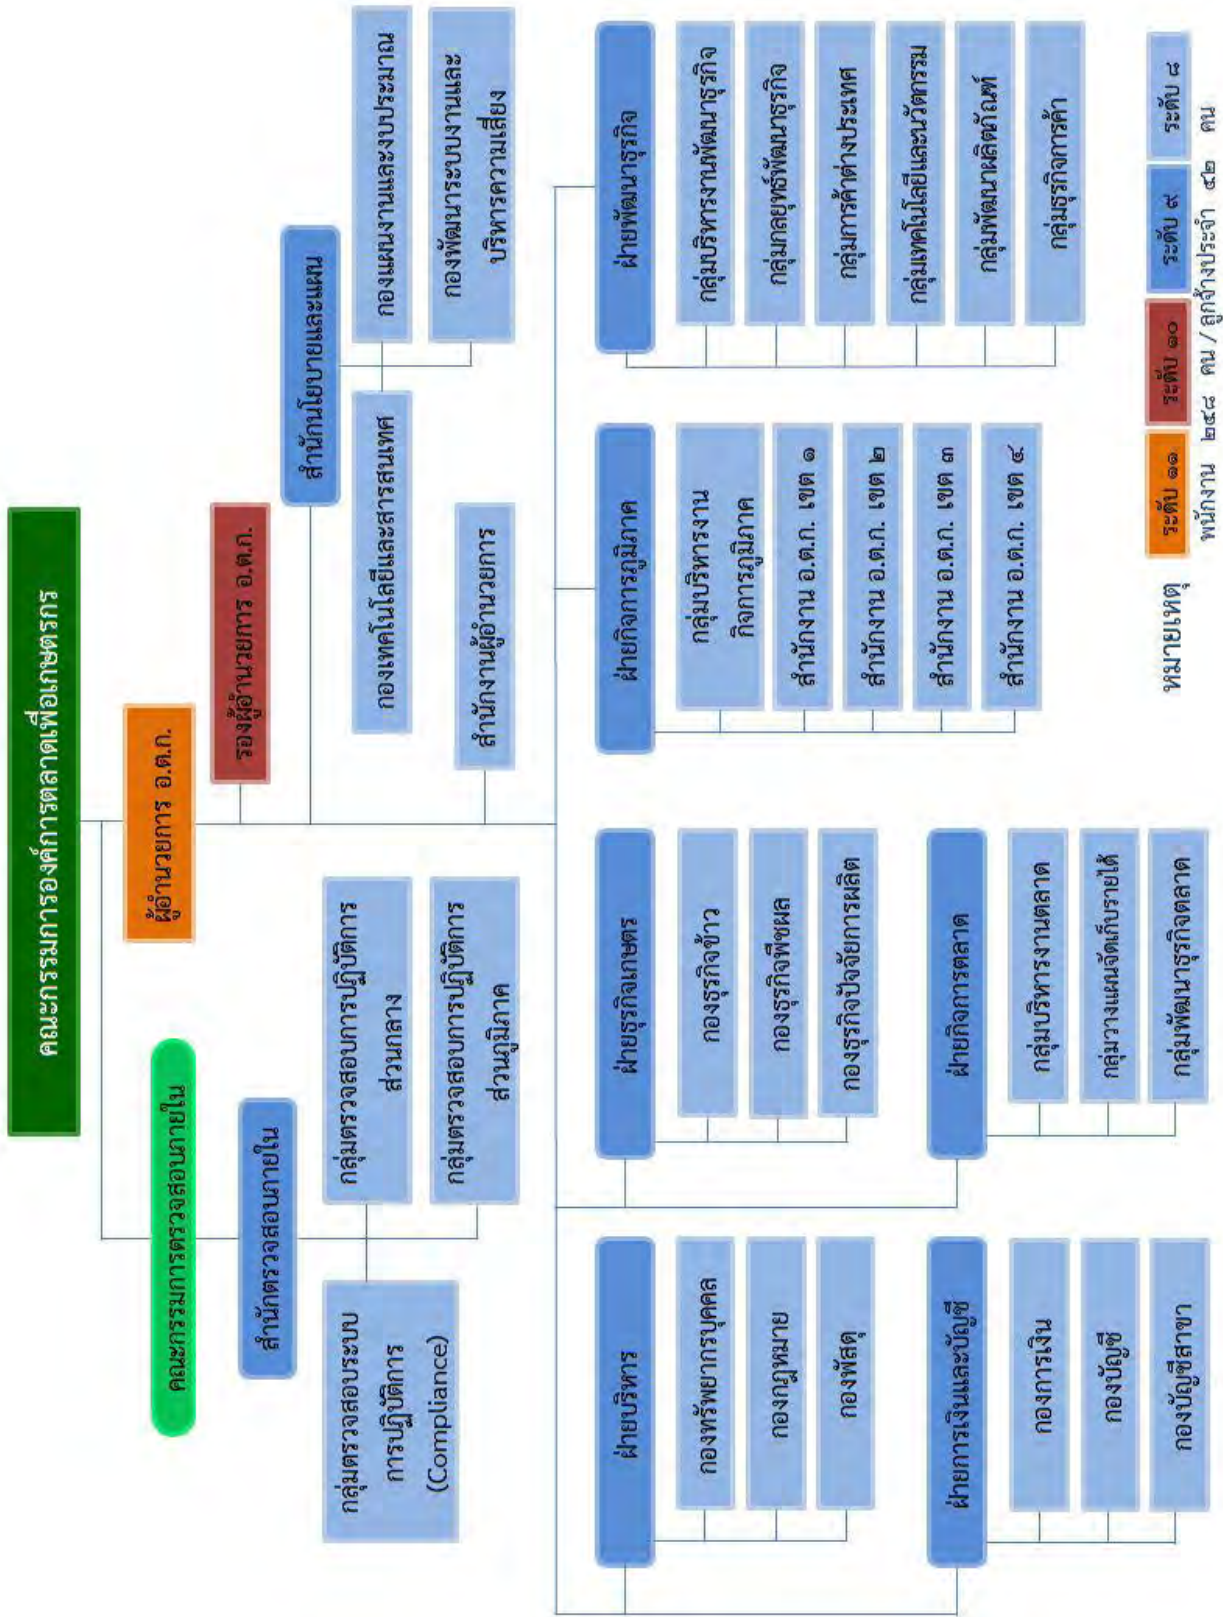 คณะกรรมการองค์การตลาดเพื่อเกษตรกร
คณะกรรมการตรวจสอบภายใน
ผู้อำนวยการ อ.ต.ก.
รองผู้อำนวยการ อ.ต.ก.
สำนักตรวจสอบภายใน
กลุ่มตรวจสอบระบบ
การปฏิบัติการ
(Compliance)
กลุ่มตรวจสอบการปฏิบัติการ
ส่วนกลาง
กลุ่มตรวจสอบการปฏิบัติการ
ส่วนภูมิภาค
สำนักนโยบายและแผน
กองเทคโนโลยีและสารสนเทศ
กองแผนงานและงบประมาณ
กองพัฒนาระบบงานและ
บริหารความเสี่ยง
สำนักงานผู้อำนวยการ
ฝ่ายบริหาร
กองทรัพยากรบุคคล
กองกฎหมาย
กองพัสดุ
ฝ่ายการเงินและบัญชี
กองการเงิน
กองบัญชี
กองบัญชีสาขา
ฝ่ายธุรกิจเกษตร
กองธุรกิจข้าว
กองธุรกิจพืชผล
กองธุรกิจปัจจัยการผลิต
ฝ่ายกิจการตลาด
กลุ่มบริหารงานตลาด
กลุ่มวางแผนจัดเก็บรายได้
กลุ่มพัฒนาธุรกิจตลาด
ฝ่ายกิจการภูมิภาค
กลุ่มบริหารงาน
กิจการภูมิภาค
สำนักงาน อ.ต.ก. เขต ๑
สำนักงาน อ.ต.ก. เขต ๒
สำนักงาน อ.ต.ก. เขต ๓
สำนักงาน อ.ต.ก. เขต ๔
ฝ่ายพัฒนาธุรกิจ
กลุ่มบริหารงานพัฒนาธุรกิจ
กลุ่มกลยุทธ์พัฒนาธุรกิจ
กลุ่มการค้าต่างประเทศ
กลุ่มเทคโนโลยีและนวัตกรรม
กลุ่มพัฒนาผลิตภัณฑ์
กลุ่มธุรกิจการค้า
หมายเหตุ ระดับ ๑๑ ระดับ ๑๐ ระดับ ๙ ระดับ ๘
พนักงาน ๒๔๘ คน / ลูกจ้างประจำ ๔๒ คน